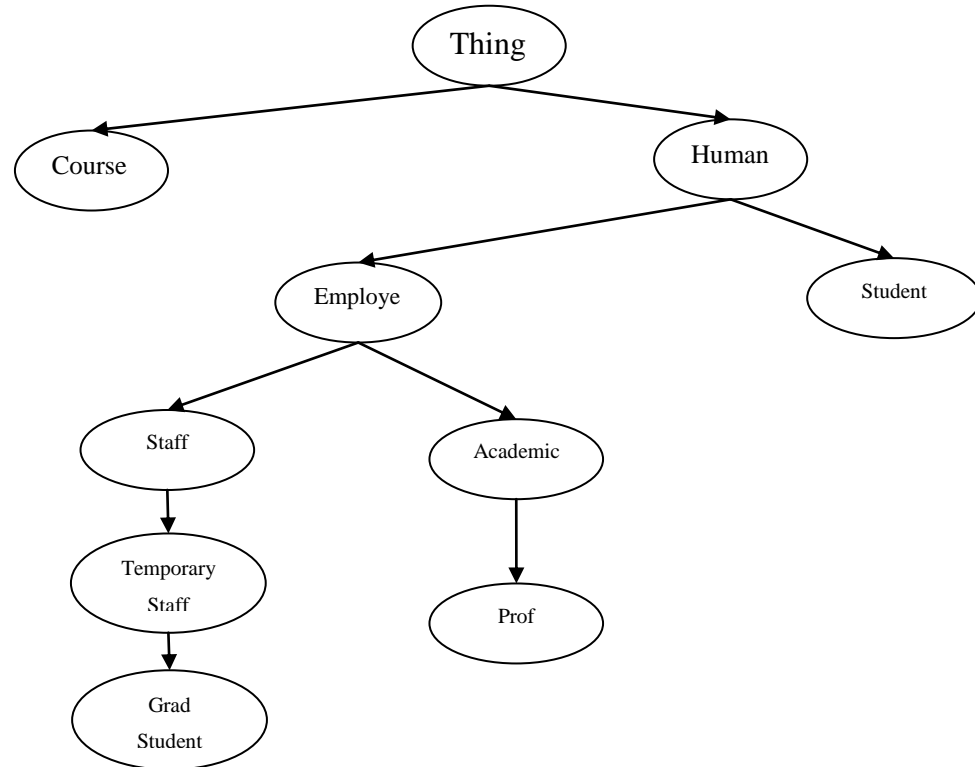 Thing
Course
Human
Employe
Student
Staff
Academic
Temporary
Staff
Prof
Grad
Student